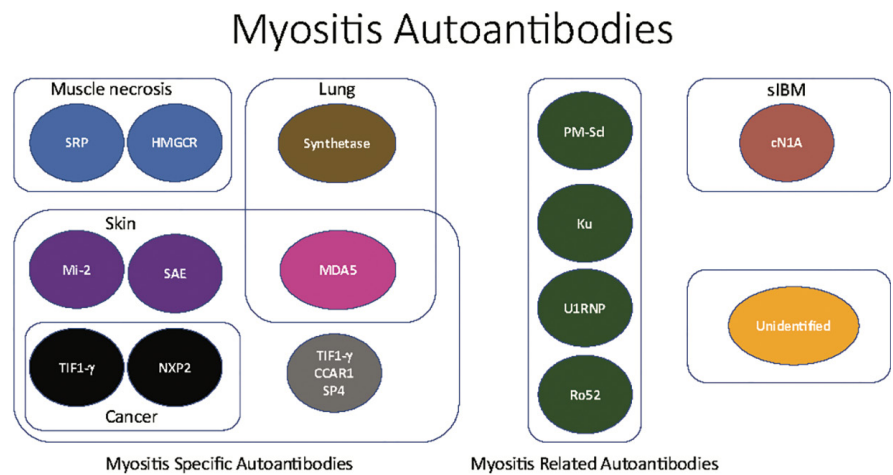 Myositis Autoantibodies
Muscle necrosis
SRP
HMGCR
Lung
Synthetase
Skin
Mi-2
SAE
MDA5
TIF1-γ
NXP2
Cancer
TIF1-γ
CCAR1
SP4
Myositis Specific Autoantibodies
PM-Scl
Ku
U1RNP
Ro52
Myositis Related Autoantibodies
sIBM
cN1A
Unidentified